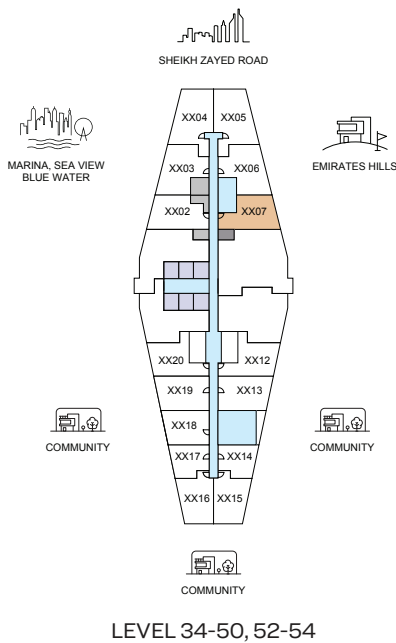 SHEIKH ZAYED ROAD
MARINA, SEA VIEW
BLUE WATER
EMIRATES HILLS
XX04 XX05
XX03 XX06
XX02 XX07
XX20 XX12
XX19 XX13
XX18
XX17 XX14
XX16 XX15
COMMUNITY
COMMUNITY
COMMUNITY
LEVEL 34-50, 52-54